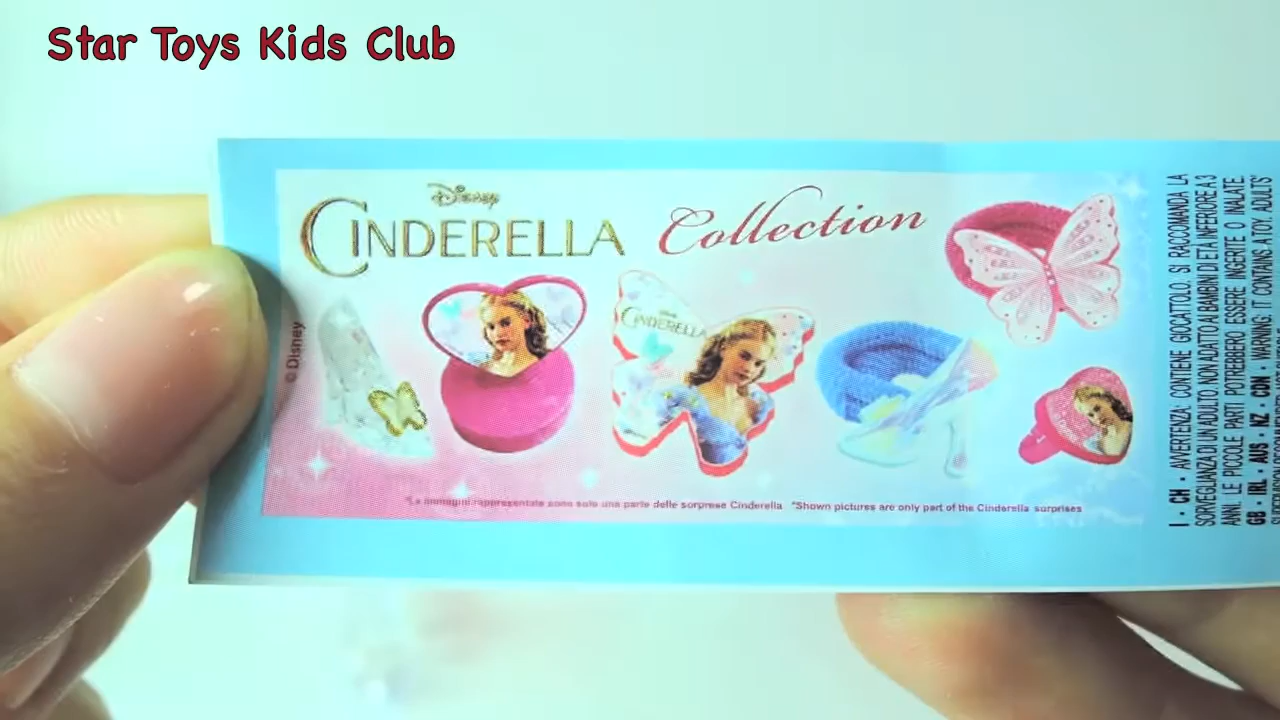 Star Toys Kids Club
Disney
CINDERELLA Collection
© Disney
CINDERELLA
*Le immagini rappresentate sono solo una parte delle sorprese Cinderella *Shown pictures are only part of the Cinderella surprises
I - CH - AVVERTENZA: CONTIENE GIOCATTOLO. SI RACCOMANDA LA
SORVEGLIANZA DI UN ADULTO. NON ADATTO AI BAMBINI DI ETÀ INFERIORE A 3
ANNI. LE PICCOLE PARTI POTREBBERO ESSERE INGERITE O INALATE.
GB - IRL - AUS - NZ - CDN - WARNING: IT CONTAINS A TOY. ADULTS'